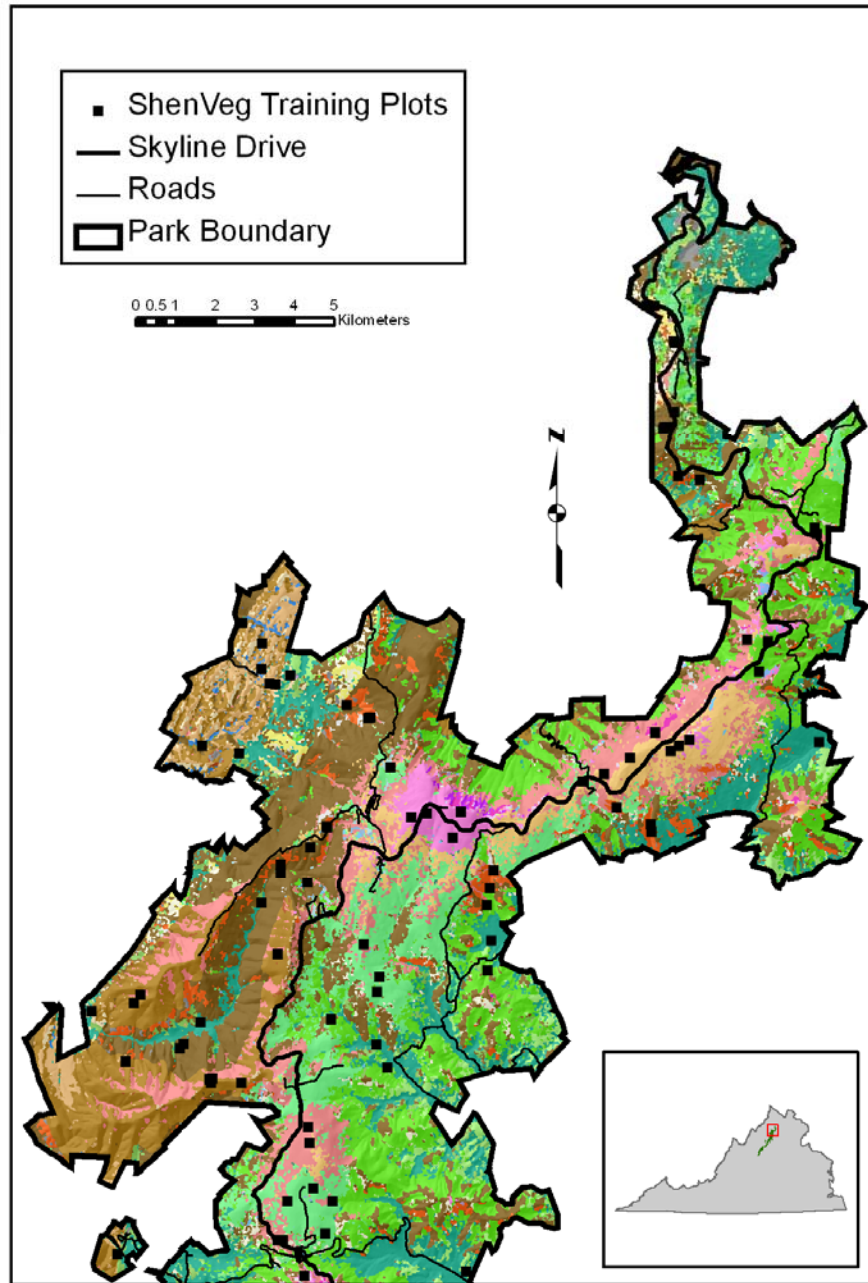 ShenVeg Training Plots
Skyline Drive
Roads
Park Boundary
0 0.5 1 2 3 4 5
Kilometers
N